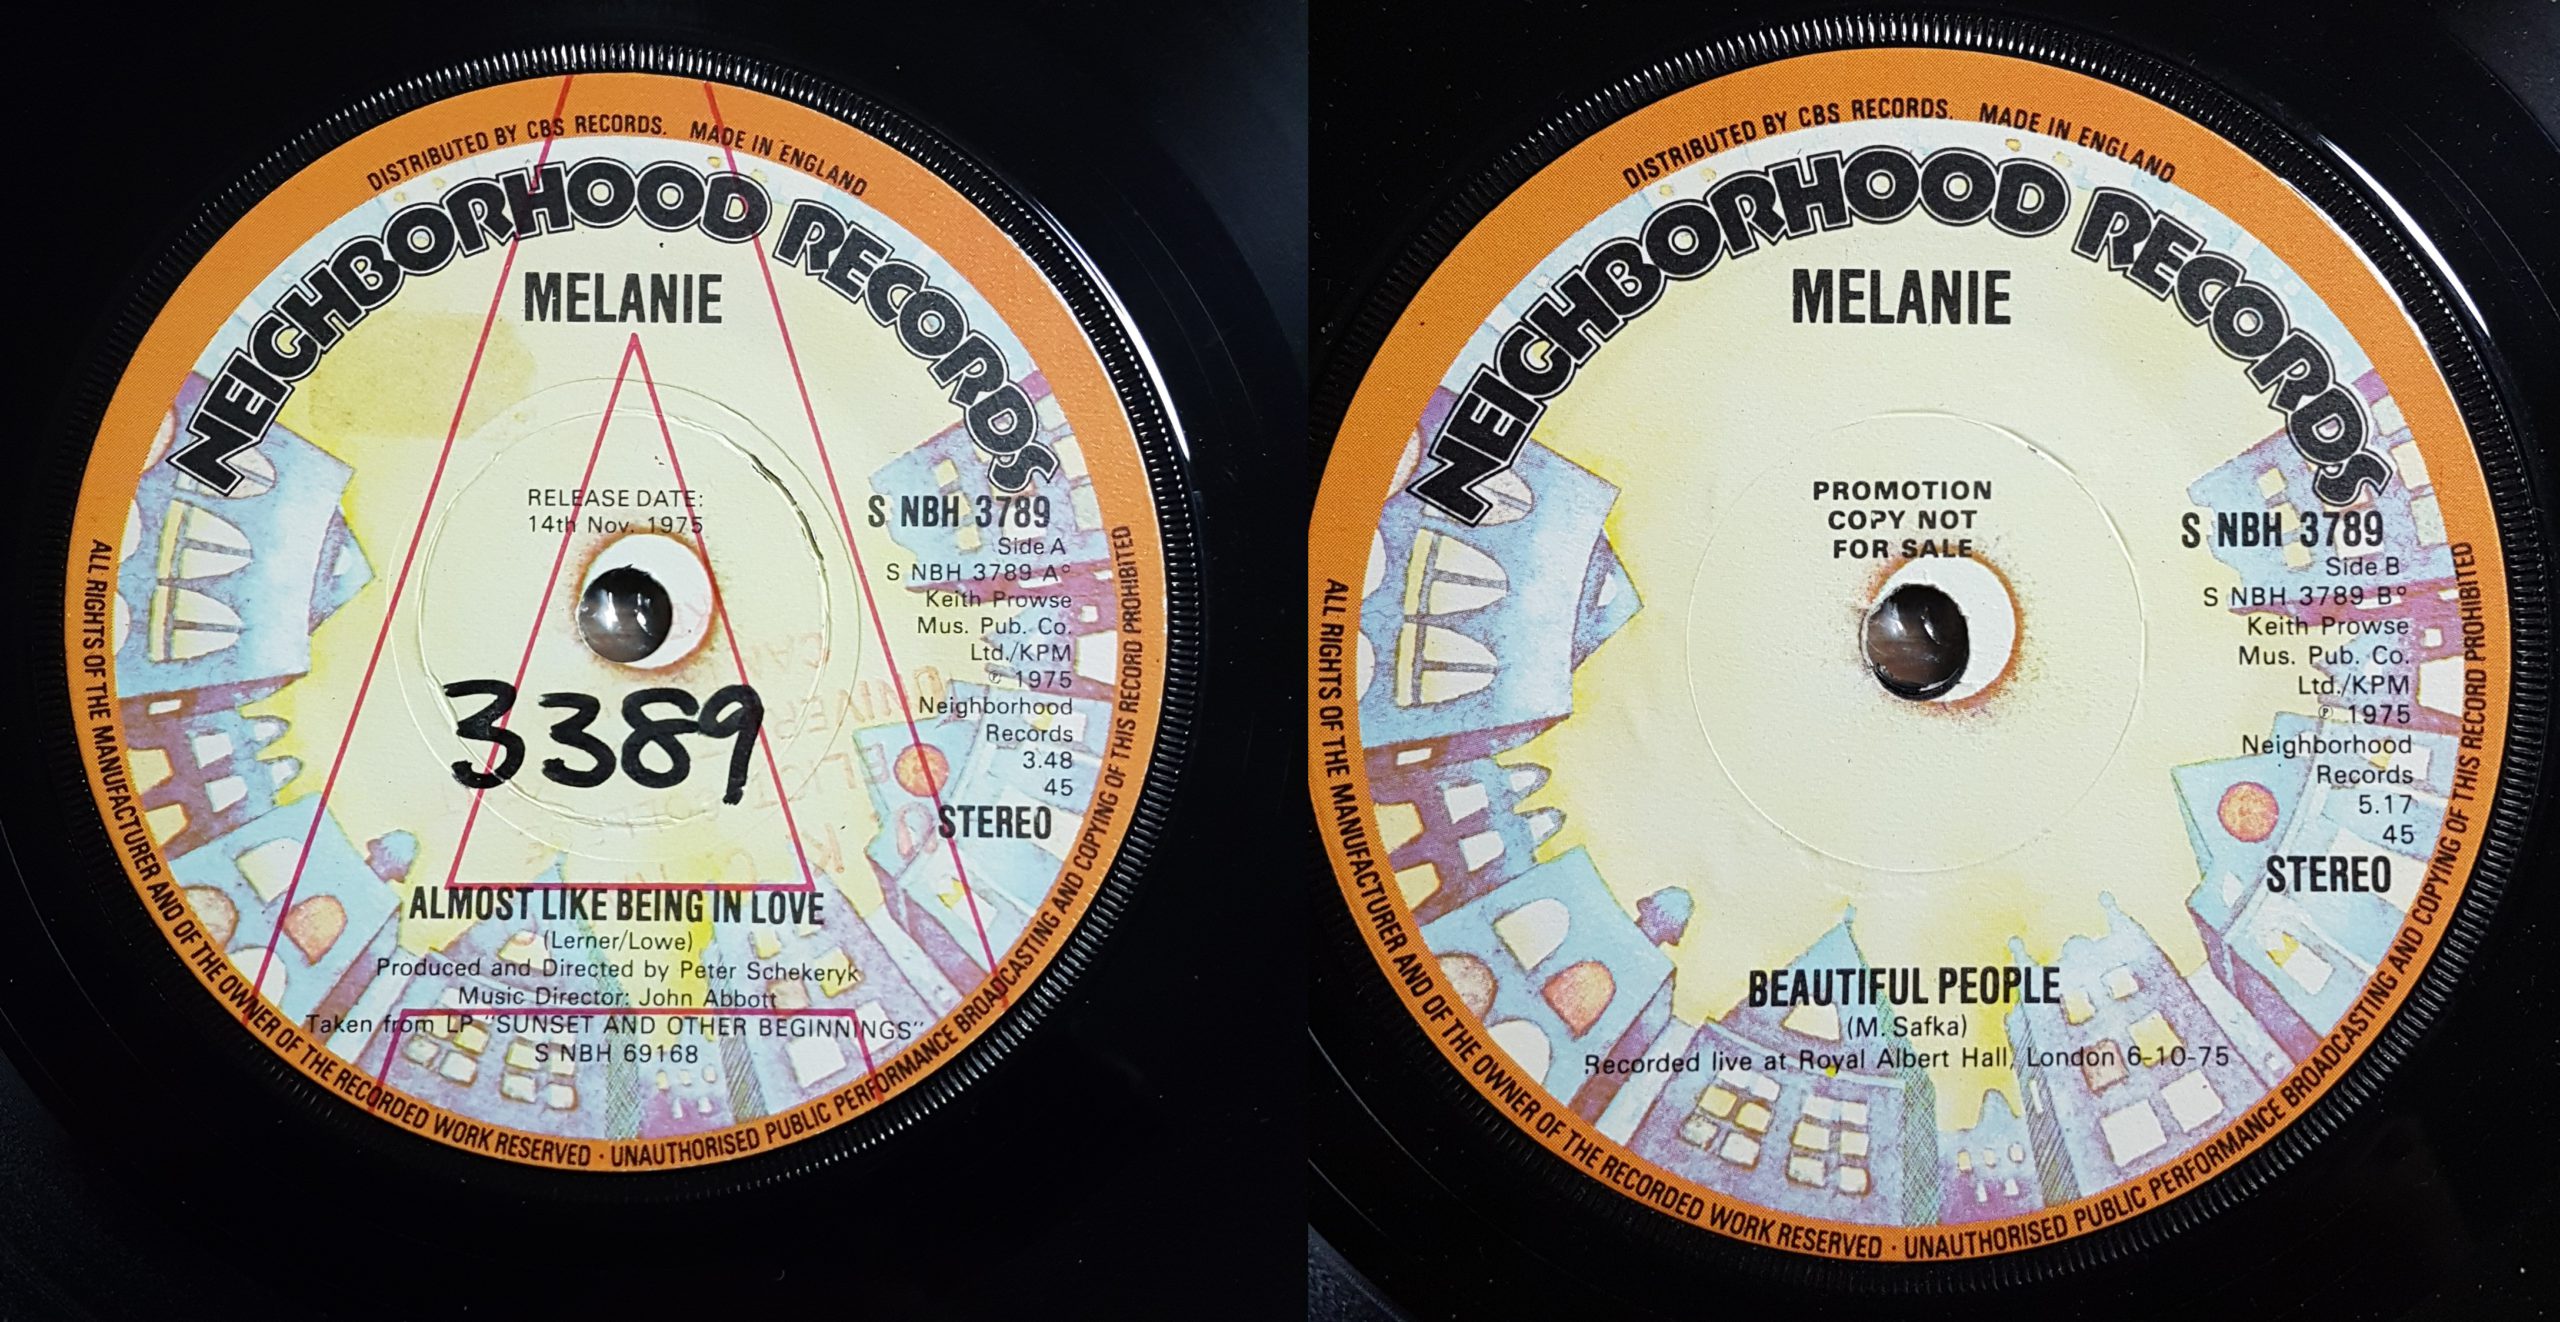 DISTRIBUTED BY CBS RECORDS. MADE IN ENGLAND
NEIGHBORHOOD RECORDS
MELANIE
RELEASE DATE:
14th Nov. 1975
S NBH 3789
Side A
S NBH 3789 A°
Keith Prowse
Mus. Pub. Co.
Ltd./KPM
℗ 1975
Neighborhood
Records
3.48
45
STEREO
3389
A
ALMOST LIKE BEING IN LOVE
(Lerner/Lowe)
Produced and Directed by Peter Schekeryk
Music Director: John Abbott
Taken from LP "SUNSET AND OTHER BEGINNINGS"
S NBH 69168
ALL RIGHTS OF THE MANUFACTURER AND OF THE OWNER OF THE RECORDED WORK RESERVED · UNAUTHORISED PUBLIC PERFORMANCE BROADCASTING AND COPYING OF THIS RECORD PROHIBITED
DISTRIBUTED BY CBS RECORDS. MADE IN ENGLAND
NEIGHBORHOOD RECORDS
MELANIE
PROMOTION
COPY NOT
FOR SALE
S NBH 3789
Side B
S NBH 3789 B°
Keith Prowse
Mus. Pub. Co.
Ltd./KPM
℗ 1975
Neighborhood
Records
5.17
45
STEREO
BEAUTIFUL PEOPLE
(M. Safka)
Recorded live at Royal Albert Hall, London 6-10-75
ALL RIGHTS OF THE MANUFACTURER AND OF THE OWNER OF THE RECORDED WORK RESERVED · UNAUTHORISED PUBLIC PERFORMANCE BROADCASTING AND COPYING OF THIS RECORD PROHIBITED